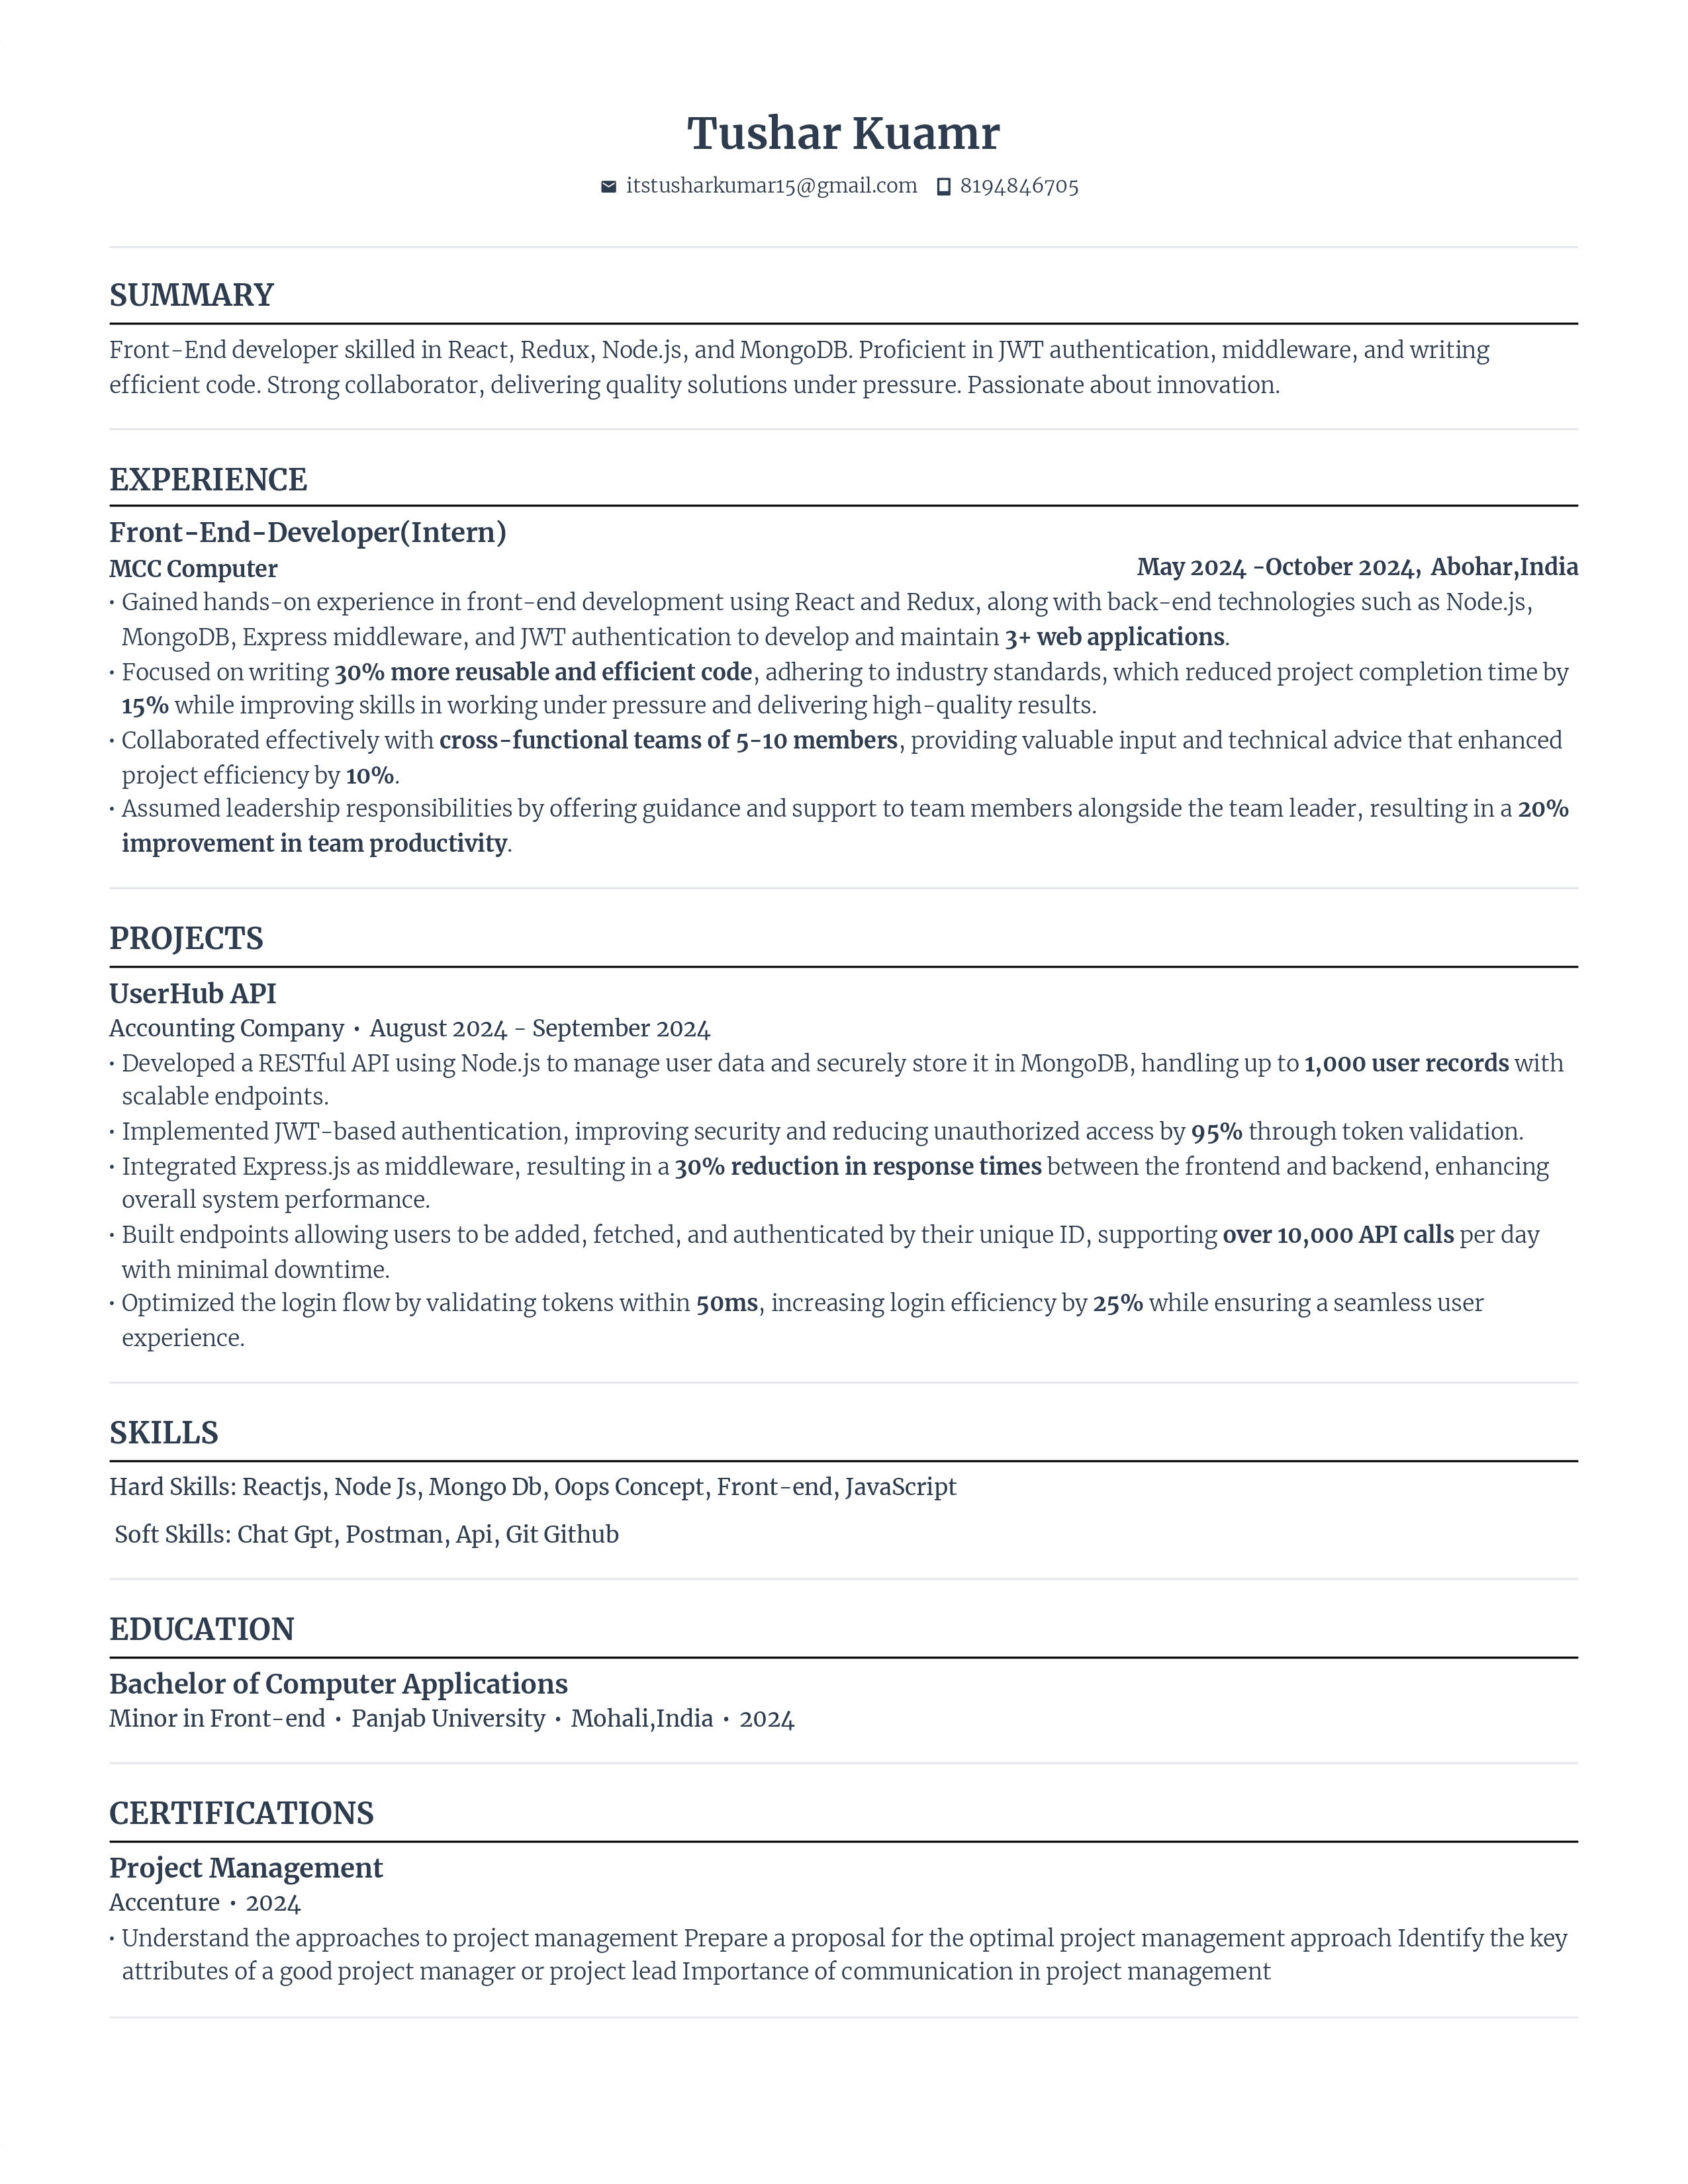 Tushar Kuamr
itstusharkumar15@gmail.com 8194846705
SUMMARY
Front-End developer skilled in React, Redux, Node.js, and MongoDB. Proficient in JWT authentication, middleware, and writing
efficient code. Strong collaborator, delivering quality solutions under pressure. Passionate about innovation.
EXPERIENCE
Front-End-Developer(Intern)
MCC Computer May 2024 -October 2024, Abohar,India
• Gained hands-on experience in front-end development using React and Redux, along with back-end technologies such as Node.js,
MongoDB, Express middleware, and JWT authentication to develop and maintain 3+ web applications.
• Focused on writing 30% more reusable and efficient code, adhering to industry standards, which reduced project completion time by
15% while improving skills in working under pressure and delivering high-quality results.
• Collaborated effectively with cross-functional teams of 5-10 members, providing valuable input and technical advice that enhanced
project efficiency by 10%.
• Assumed leadership responsibilities by offering guidance and support to team members alongside the team leader, resulting in a 20%
improvement in team productivity.
PROJECTS
UserHub API
Accounting Company • August 2024 - September 2024
• Developed a RESTful API using Node.js to manage user data and securely store it in MongoDB, handling up to 1,000 user records with
scalable endpoints.
• Implemented JWT-based authentication, improving security and reducing unauthorized access by 95% through token validation.
• Integrated Express.js as middleware, resulting in a 30% reduction in response times between the frontend and backend, enhancing
overall system performance.
• Built endpoints allowing users to be added, fetched, and authenticated by their unique ID, supporting over 10,000 API calls per day
with minimal downtime.
• Optimized the login flow by validating tokens within 50ms, increasing login efficiency by 25% while ensuring a seamless user
experience.
SKILLS
Hard Skills: Reactjs, Node Js, Mongo Db, Oops Concept, Front-end, JavaScript
Soft Skills: Chat Gpt, Postman, Api, Git Github
EDUCATION
Bachelor of Computer Applications
Minor in Front-end • Panjab University • Mohali,India • 2024
CERTIFICATIONS
Project Management
Accenture • 2024
• Understand the approaches to project management Prepare a proposal for the optimal project management approach Identify the key
attributes of a good project manager or project lead Importance of communication in project management